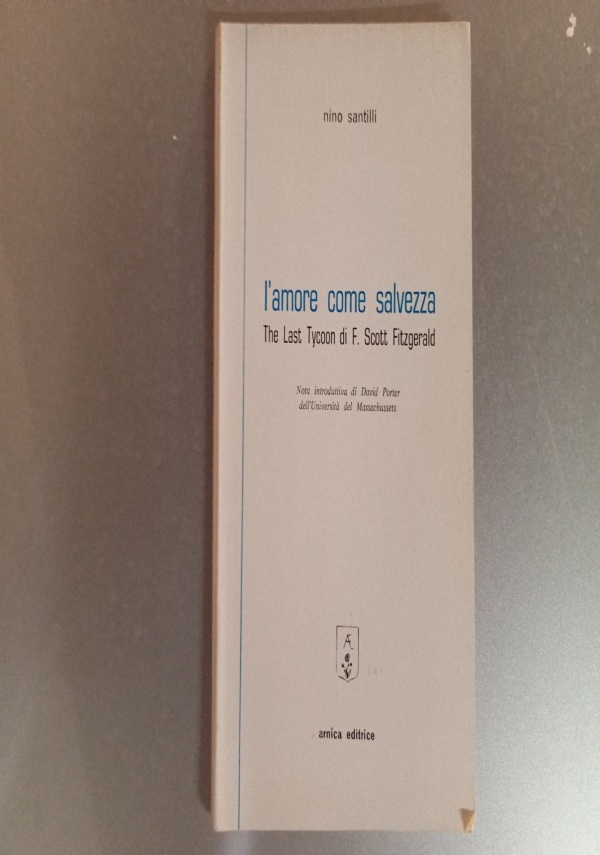 nino santilli
l'amore come salvezza
The Last Tycoon di F. Scott Fitzgerald
Nota introduttiva di David Porter
dell'Università del Massachussets
Æ
arnica editrice